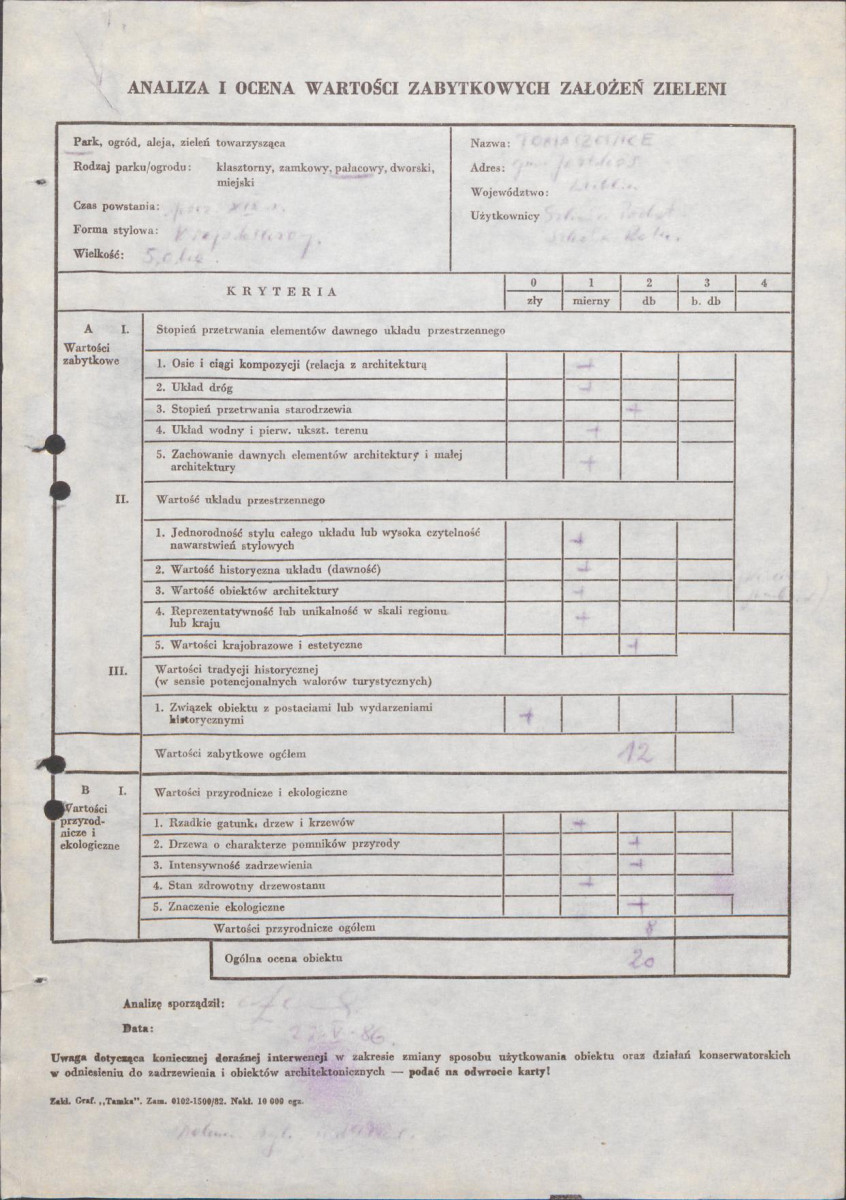 ANALIZA I OCENA WARTOŚCI ZABYTKOWYCH ZAŁOŻEŃ ZIELENI
Park, ogród, aleja, zieleń towarzysząca
Rodzaj parku/ogrodu: klasztorny, zamkowy, pałacowy, dworski,
miejski
Czas powstania: XIX
Forma stylowa:
Wielkość: 5,0
Nazwa:
Adres:
Województwo: Lublin
Użytkownicy
KRYTERIA
0 1 2 3 4
zły mierny db b. db
A I. Stopień przetrwania elementów dawnego układu przestrzennego
Wartości
zabytkowe
1. Osie i ciągi kompozycji (relacja z architekturą +
2. Układ dróg +
3. Stopień przetrwania starodrzewia +
4. Układ wodny i pierw. ukszt. terenu +
5. Zachowanie dawnych elementów architektury i małej
architektury +
II. Wartość układu przestrzennego
1. Jednorodność stylu całego układu lub wysoka czytelność
nawarstwień stylowych +
2. Wartość historyczna układu (dawność) +
3. Wartość obiektów architektury +
4. Reprezentatywność lub unikalność w skali regionu
lub kraju +
5. Wartości krajobrazowe i estetyczne +
III. Wartości tradycji historycznej
(w sensie potencjonalnych walorów turystycznych)
1. Związek obiektu z postaciami lub wydarzeniami
historycznymi +
Wartości zabytkowe ogółem 12
B I. Wartości przyrodnicze i ekologiczne
Wartości
przyrod-
nicze i
ekologiczne
1. Rzadkie gatunki drzew i krzewów +
2. Drzewa o charakterze pomników przyrody +
3. Intensywność zadrzewienia +
4. Stan zdrowotny drzewostanu +
5. Znaczenie ekologiczne +
Wartości przyrodnicze ogółem 8
Ogólna ocena obiektu 20
Analizę sporządził:
Data: 27-V-86.
Uwaga dotycząca koniecznej doraźnej interwencji w zakresie zmiany sposobu użytkowania obiektu oraz działań konserwatorskich
w odniesieniu do zadrzewienia i obiektów architektonicznych — podać na odwrocie karty!
Zakł. Graf. „Tamka”. Zam. 0102-1500/82. Nakł. 10 000 egz.